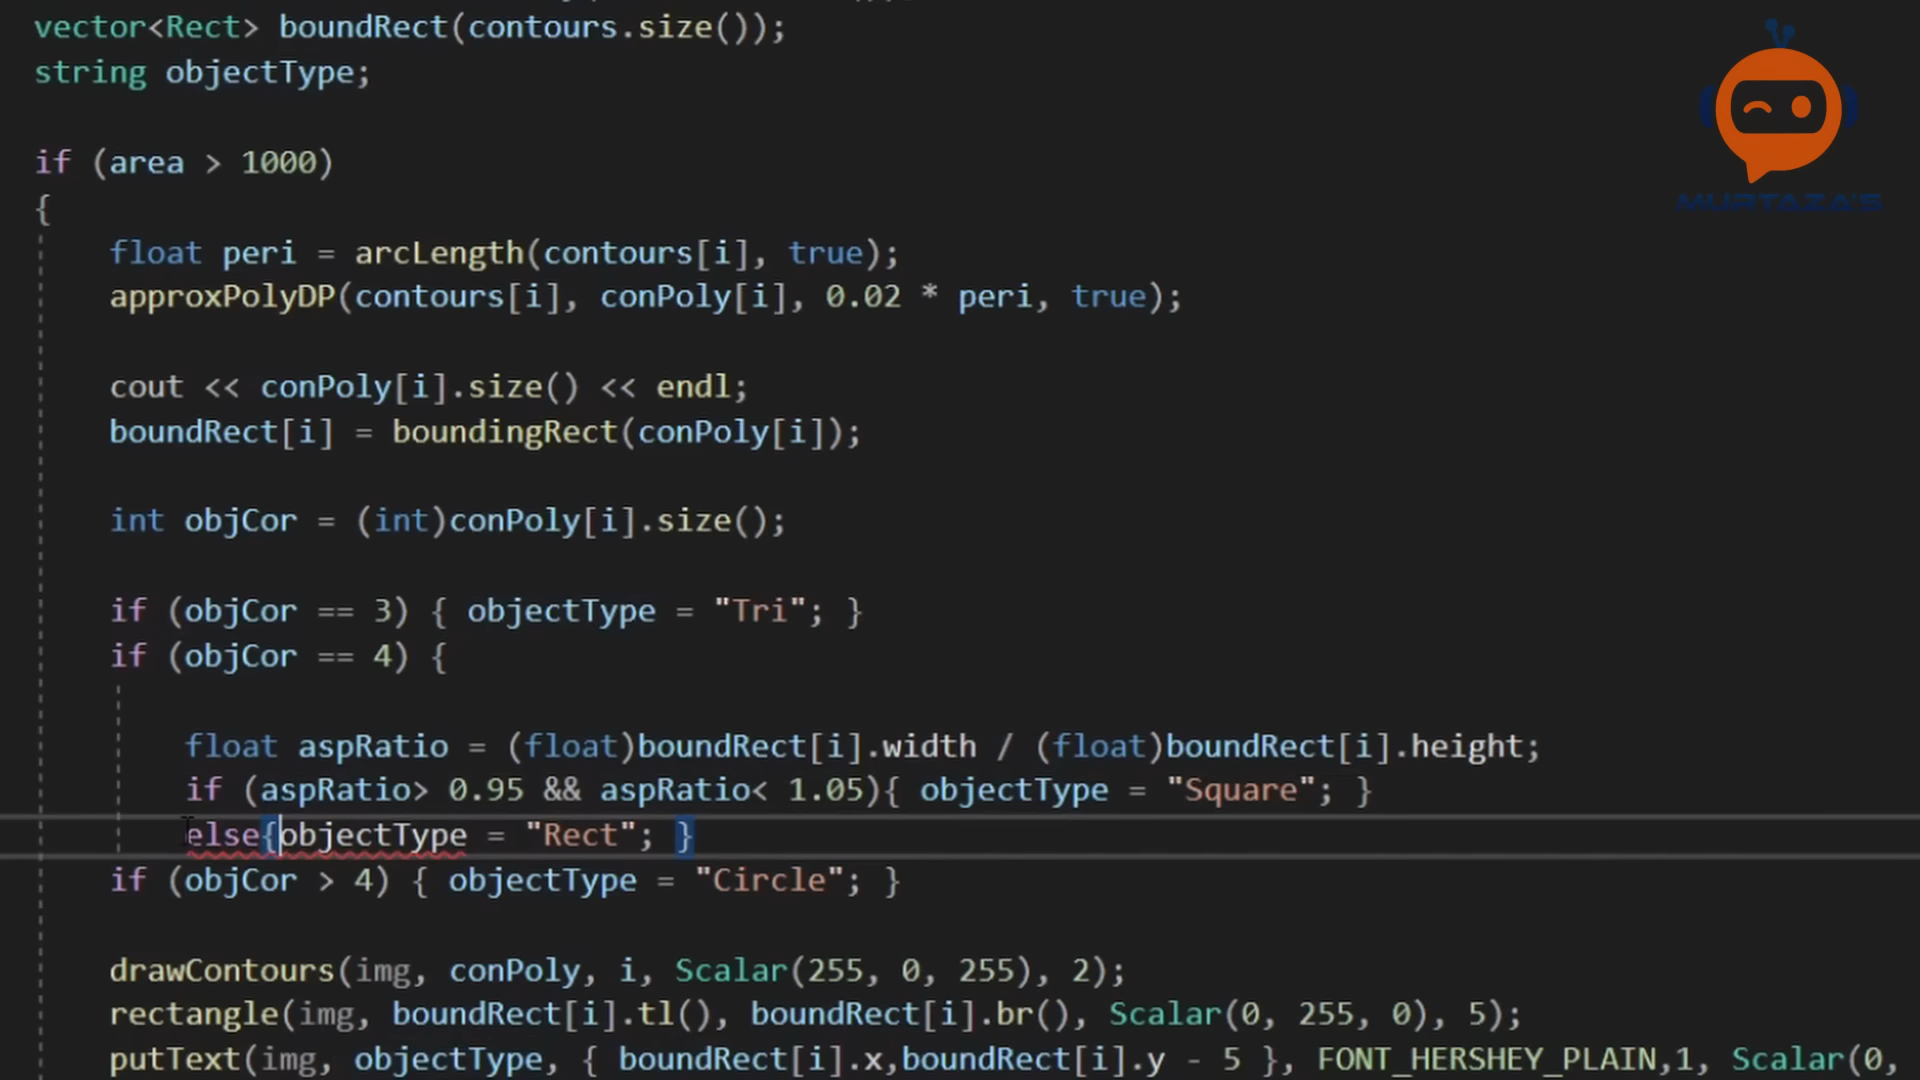 vector<Rect> boundRect(contours.size());
string objectType;
if (area > 1000)
{
float peri = arcLength(contours[i], true);
approxPolyDP(contours[i], conPoly[i], 0.02 * peri, true);
cout << conPoly[i].size() << endl;
boundRect[i] = boundingRect(conPoly[i]);
int objCor = (int)conPoly[i].size();
if (objCor == 3) { objectType = "Tri"; }
if (objCor == 4) {
float aspRatio = (float)boundRect[i].width / (float)boundRect[i].height;
if (aspRatio> 0.95 && aspRatio< 1.05){ objectType = "Square"; }
else{objectType = "Rect"; }
if (objCor > 4) { objectType = "Circle"; }
drawContours(img, conPoly, i, Scalar(255, 0, 255), 2);
rectangle(img, boundRect[i].tl(), boundRect[i].br(), Scalar(0, 255, 0), 5);
putText(img, objectType, { boundRect[i].x,boundRect[i].y - 5 }, FONT_HERSHEY_PLAIN,1, Scalar(0,
MURTAZA'S